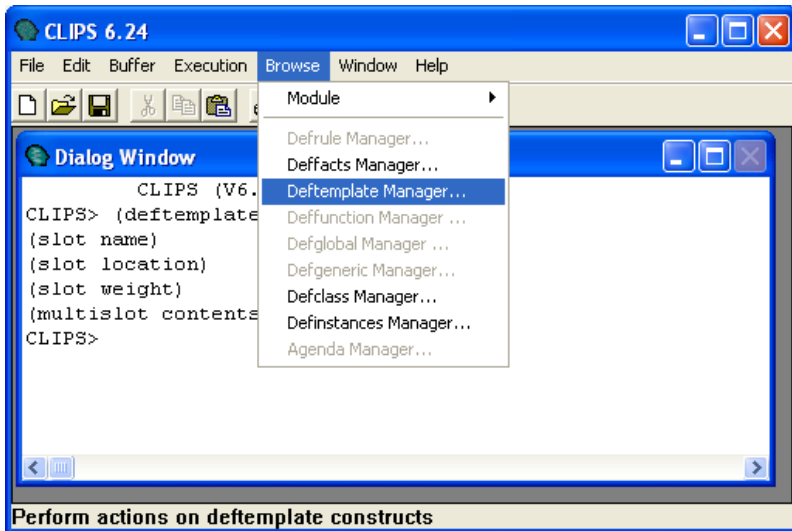 CLIPS 6.24
File Edit Buffer Execution Browse Window Help
Module
Defrule Manager...
Deffacts Manager...
Deftemplate Manager...
Deffunction Manager ...
Defglobal Manager ...
Defgeneric Manager...
Defclass Manager...
Definstances Manager...
Agenda Manager...
Dialog Window
CLIPS (V6.
CLIPS> (deftemplate
(slot name)
(slot location)
(slot weight)
(multislot contents
CLIPS>
Perform actions on deftemplate constructs